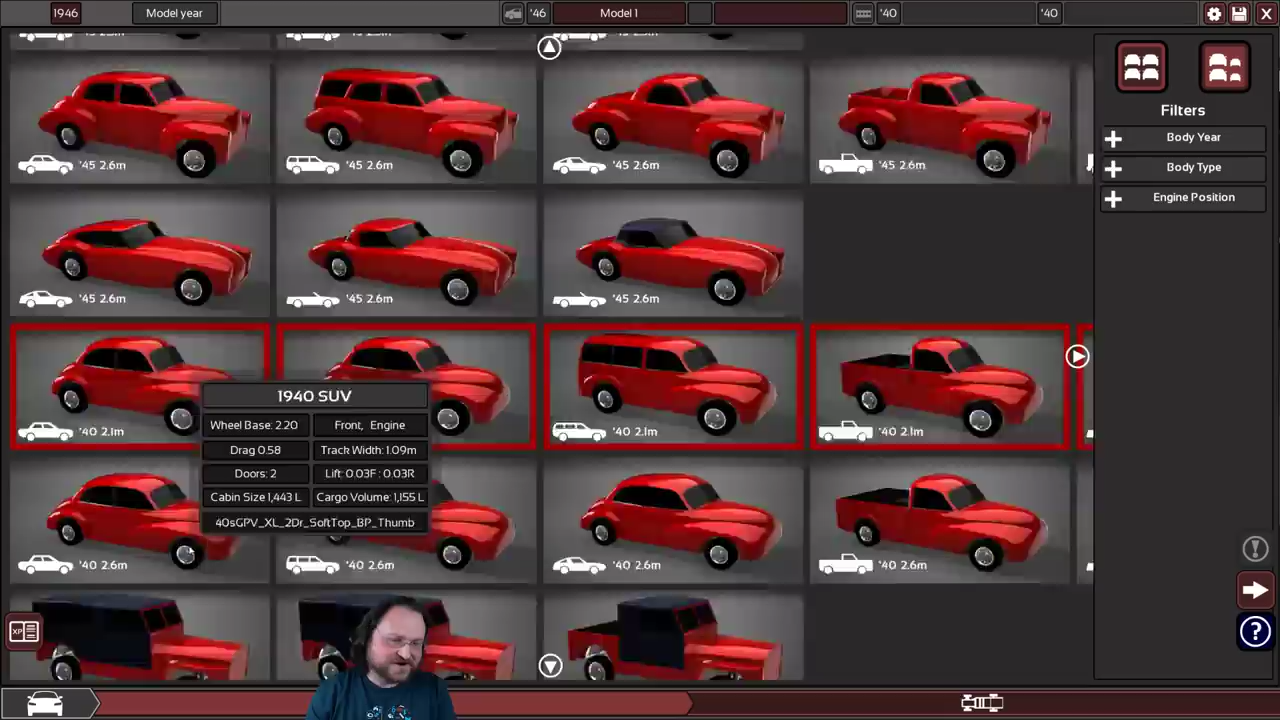 1946 Model year '46 Model 1 '40 '40
Filters
Body Year
Body Type
Engine Position
'45 2.6m '45 2.6m '45 2.6m '45 2.6m
'45 2.6m '45 2.6m '45 2.6m
'40 2.1m '40 2.1m '40 2.1m
1940 SUV
Wheel Base: 2.20 Front, Engine
Drag 0.58 Track Width: 1.09m
Doors: 2 Lift: 0.03F : 0.03R
Cabin Size 1,443 L Cargo Volume: 1,155 L
40sGPV_XL_2Dr_SoftTop_BP_Thumb
'40 2.6m '40 2.6m '40 2.6m '40 2.6m
XP